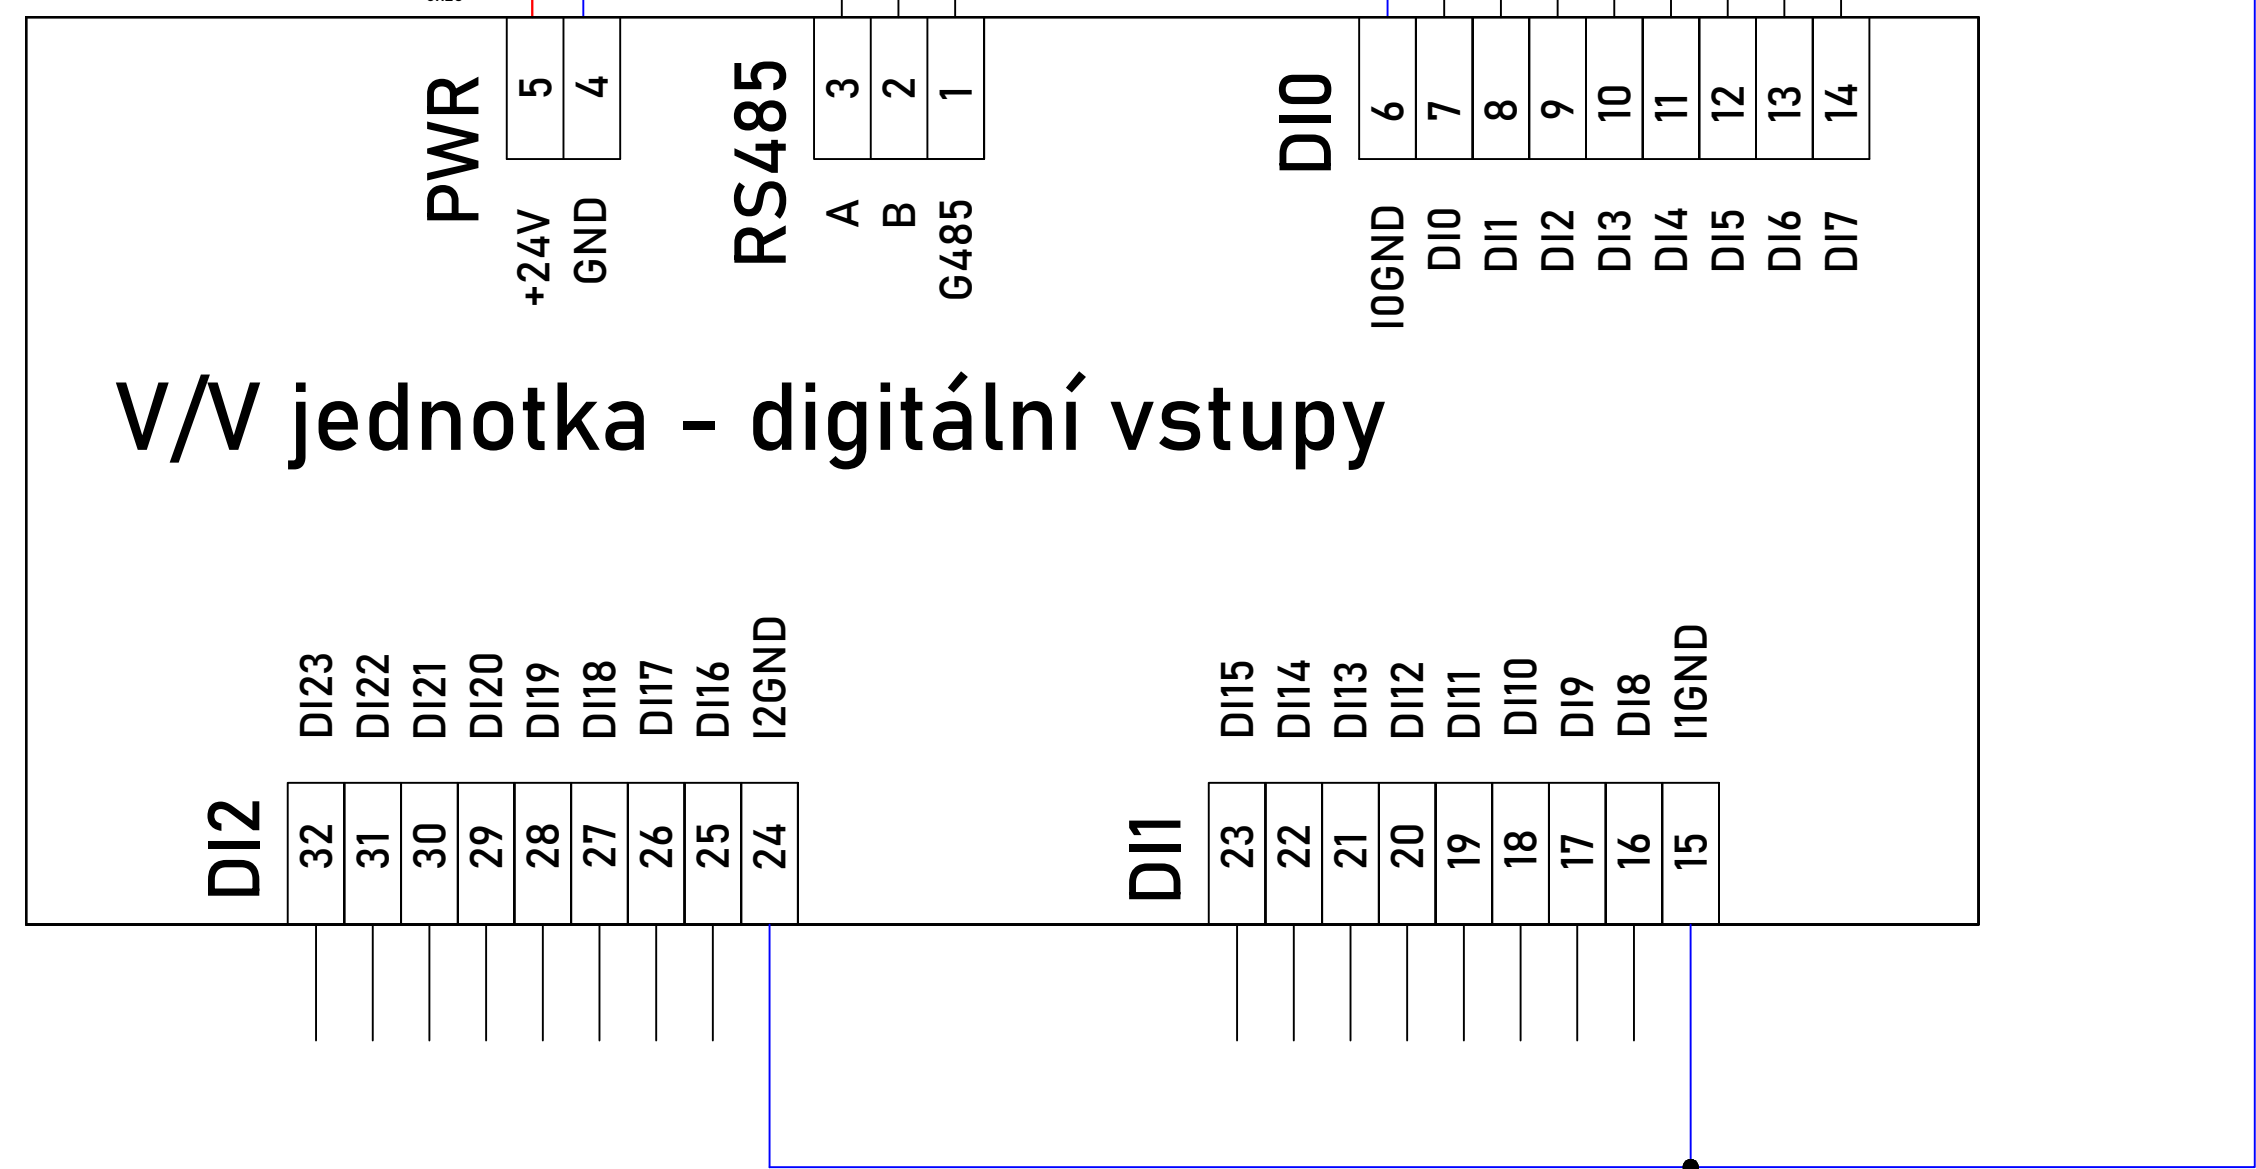 PWR
5 4
+24V GND
RS485
3 2 1
A B G485
DI0
6 7 8 9 10 11 12 13 14
I0GND DI0 DI1 DI2 DI3 DI4 DI5 DI6 DI7
V/V jednotka - digitální vstupy
DI23 DI22 DI21 DI20 DI19 DI18 DI17 DI16 I2GND
DI2
32 31 30 29 28 27 26 25 24
DI15 DI14 DI13 DI12 DI11 DI10 DI9 DI8 I1GND
DI1
23 22 21 20 19 18 17 16 15